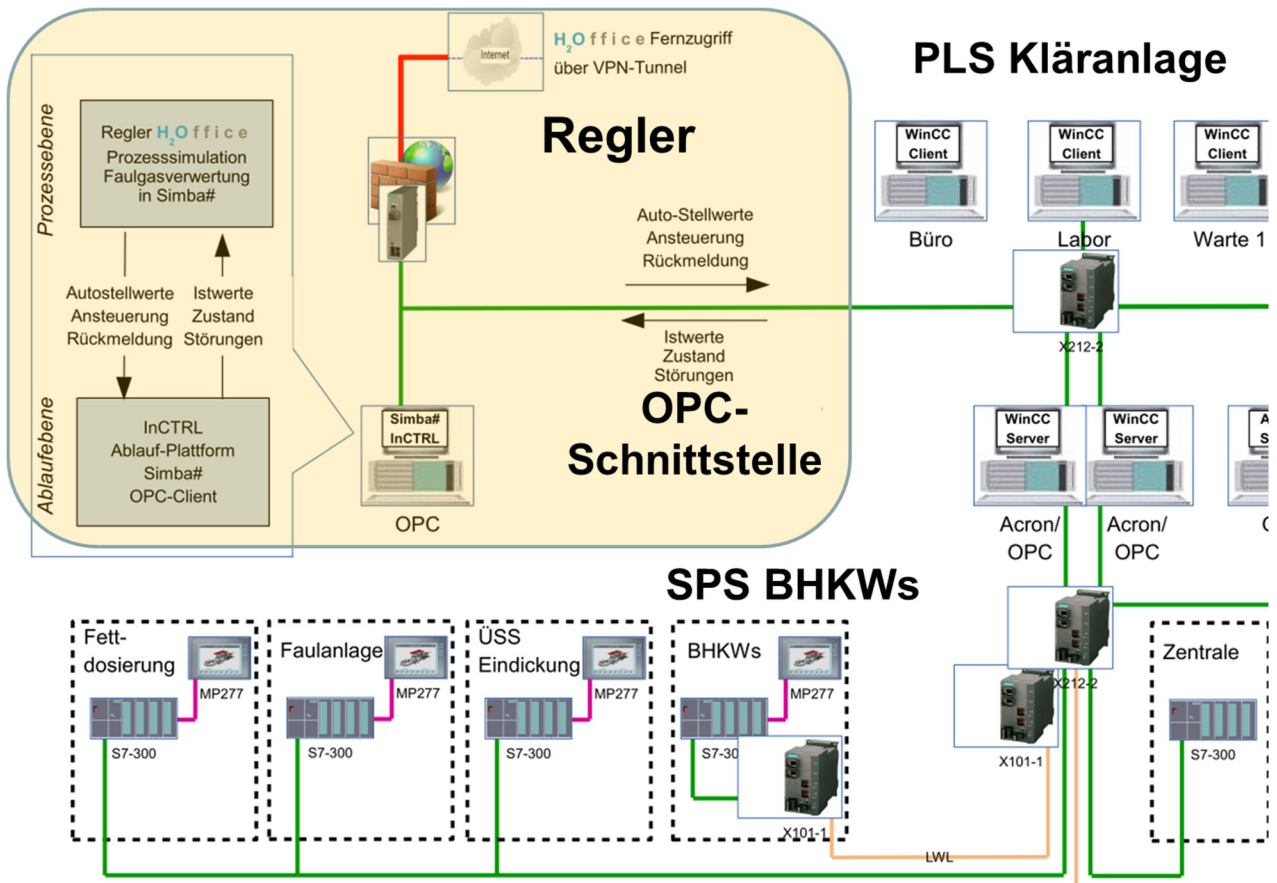 Internet
H2Office Fernzugriff
über VPN-Tunnel
PLS Kläranlage
Regler
Prozessebene
Regler H2Office
Prozesssimulation
Faulgasverwertung
in Simba#
Autostellwerte
Ansteuerung
Rückmeldung
Istwerte
Zustand
Störungen
Ablaufebene
InCTRL
Ablauf-Plattform
Simba#
OPC-Client
Auto-Stellwerte
Ansteuerung
Rückmeldung
Istwerte
Zustand
Störungen
OPC-
Schnittstelle
Simba#
InCTRL
OPC
WinCC
Client
Büro
WinCC
Client
Labor
WinCC
Client
Warte 1
X212-2
WinCC
Server
Acron/
OPC
WinCC
Server
Acron/
OPC
SPS BHKWs
Fett-
dosierung
MP277
S7-300
Faulanlage
MP277
S7-300
ÜSS
Eindickung
MP277
S7-300
BHKWs
MP277
S7-30
X101-1
X212-2
X101-1
LWL
Zentrale
S7-300